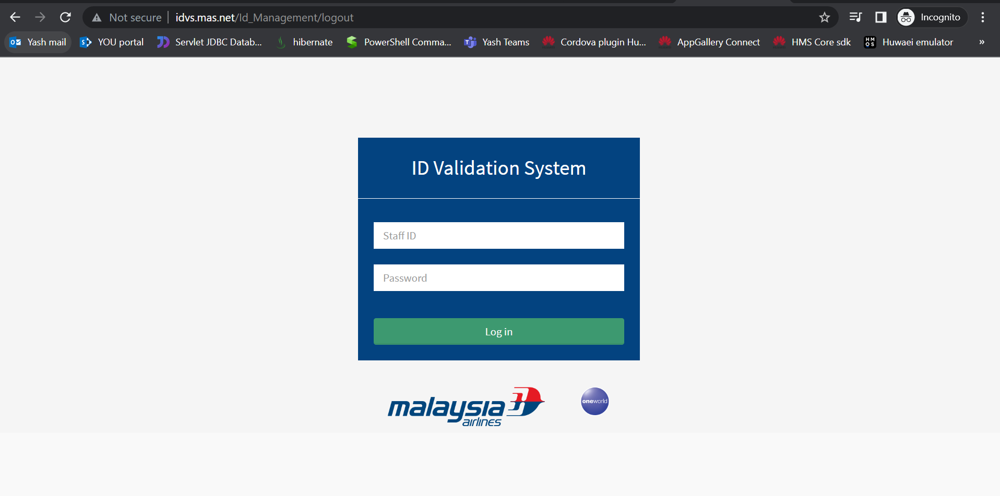 Not secure idvs.mas.net/Id_Management/logout Incognito
Yash mail YOU portal Servlet JDBC Datab... hibernate PowerShell Comma... Yash Teams Cordova plugin Hu... AppGallery Connect HM OS HMS Core sdk Huwaei emulator »
ID Validation System
Staff ID
Password
Log in
malaysia
airlines
oneworld